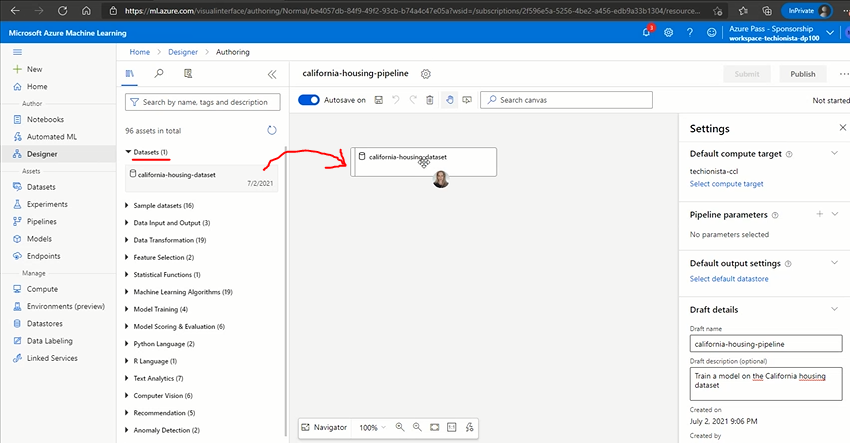 https://ml.azure.com/visualinterface/authoring/Normal/be4057db-84f9-49f2-93cb-b74a4c47e05a?wsid=/subscriptions/2f596e5a-5256-4be2-a456-edb9a33b1304/resource...
InPrivate
Microsoft Azure Machine Learning
Azure Pass - Sponsorship
workspace-techionista-dp100
Home
Designer
Authoring
New
Home
Author
Notebooks
Automated ML
Designer
Assets
Datasets
Experiments
Pipelines
Models
Endpoints
Manage
Compute
Environments (preview)
Datastores
Data Labeling
Linked Services
Search by name, tags and description
96 assets in total
Datasets (1)
california-housing-dataset
7/2/2021
Sample datasets (16)
Data Input and Output (3)
Data Transformation (19)
Feature Selection (2)
Statistical Functions (1)
Machine Learning Algorithms (19)
Model Training (4)
Model Scoring & Evaluation (6)
Python Language (2)
R Language (1)
Text Analytics (7)
Computer Vision (6)
Recommendation (5)
Anomaly Detection (2)
california-housing-pipeline
Submit
Publish
Autosave on
Search canvas
Not started
california-housing-dataset
Navigator
100%
1:1
Settings
Default compute target
techionista-ccl
Select compute target
Pipeline parameters
No parameters selected
Default output settings
Select default datastore
Draft details
Draft name
california-housing-pipeline
Draft description (optional)
Train a model on the California housing
dataset
Created on
July 2, 2021 9:06 PM
Created by